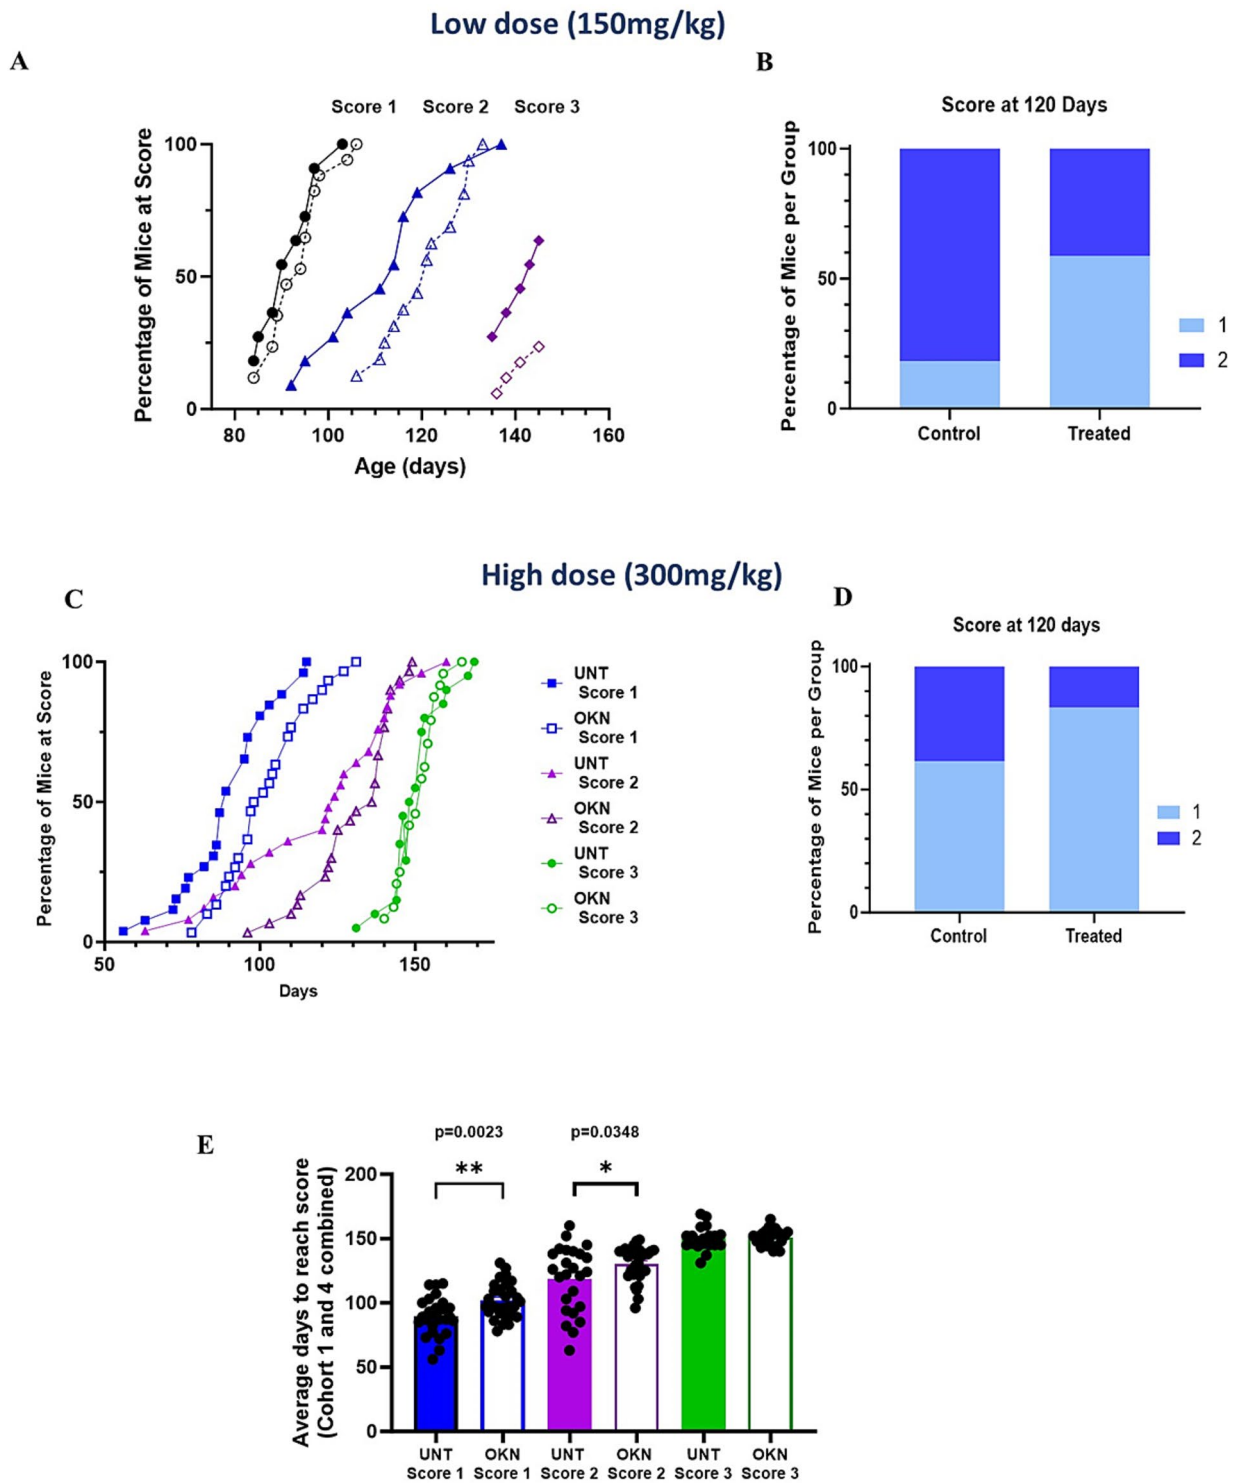 Low dose (150mg/kg)
A
B
Score 1 Score 2 Score 3
Percentage of Mice at Score
100
50
0
80 100 120 140 160
Age (days)
Score at 120 Days
Percentage of Mice per Group
100
50
0
Control Treated
1
2
High dose (300mg/kg)
C
D
Percentage of Mice at Score
100
50
0
50 100 150
Days
UNT
Score 1
OKN
Score 1
UNT
Score 2
OKN
Score 2
UNT
Score 3
OKN
Score 3
Score at 120 days
Percentage of Mice per Group
100
50
0
Control Treated
1
2
E
p=0.0023 p=0.0348
** *
Average days to reach score
(Cohort 1 and 4 combined)
200
150
100
50
0
UNT OKN UNT OKN UNT OKN
Score 1 Score 1 Score 2 Score 2 Score 3 Score 3